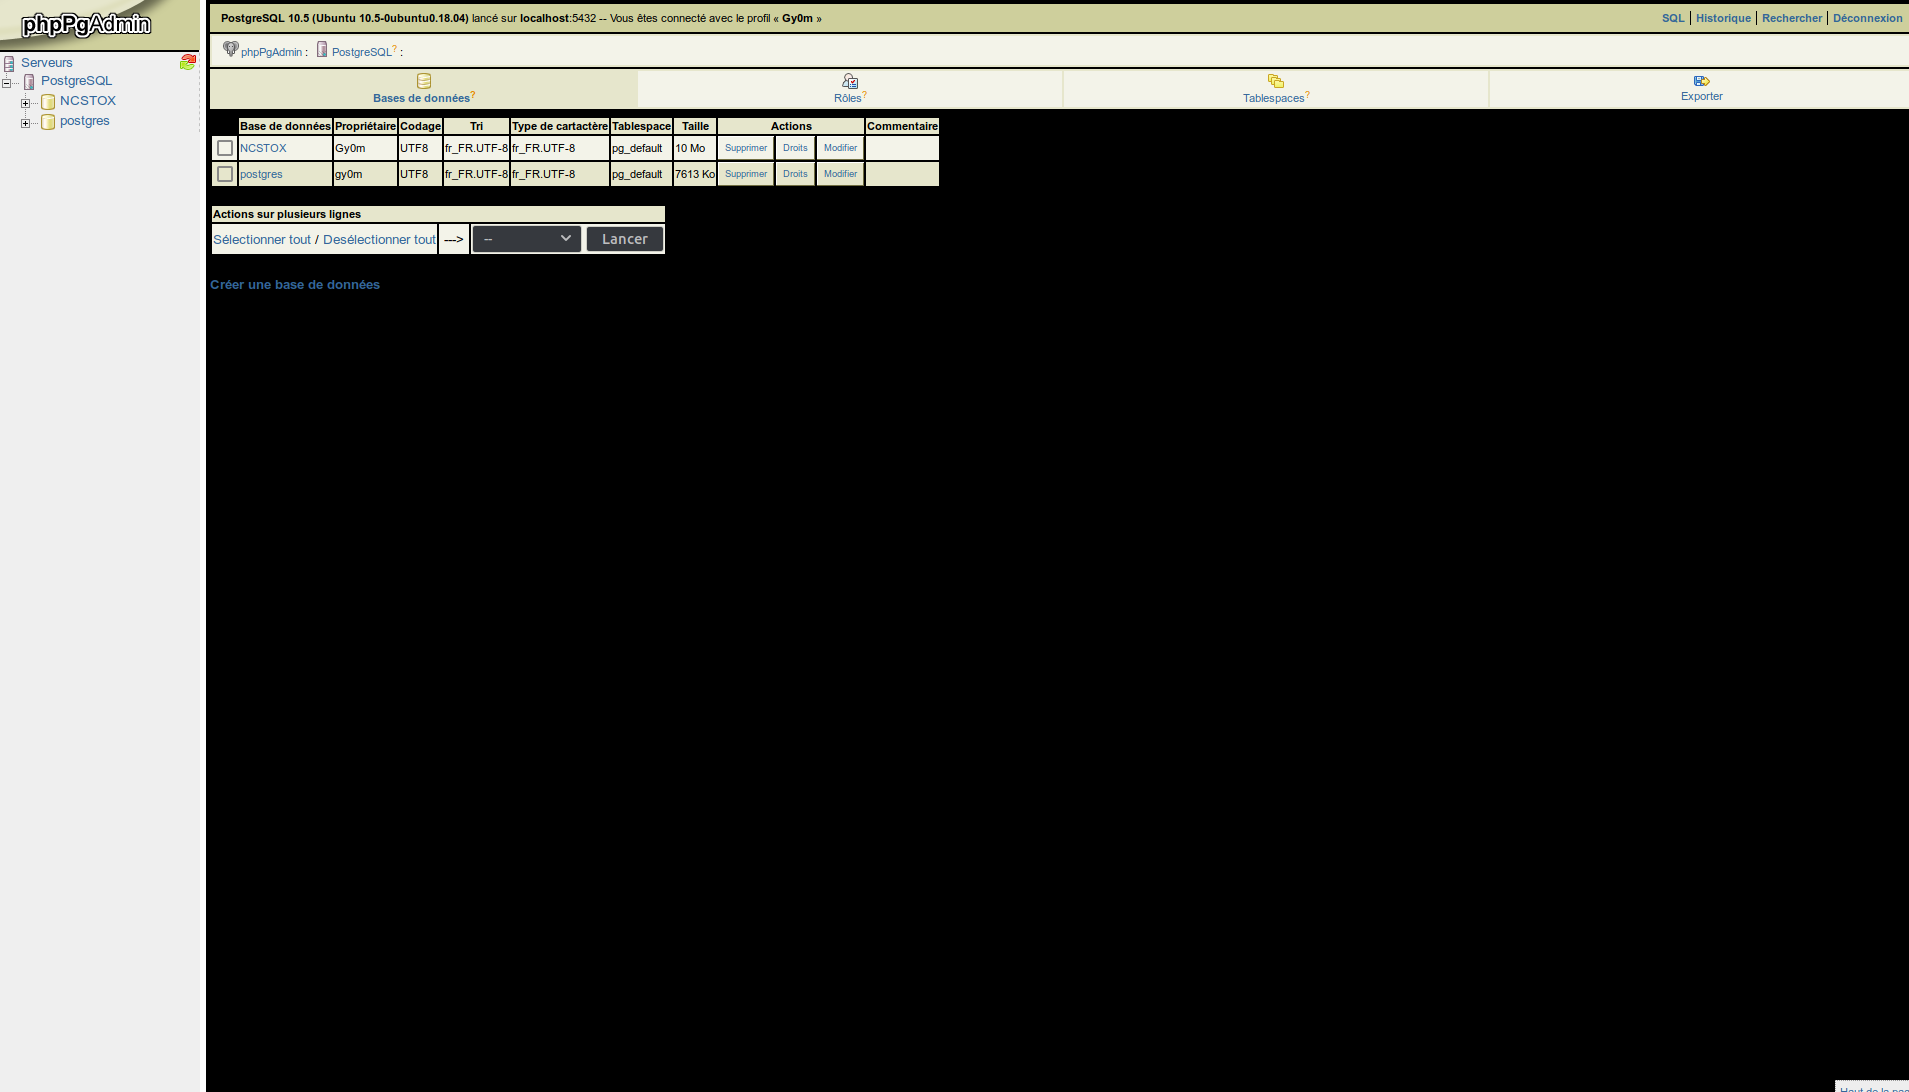 phpPgAdmin
Serveurs
PostgreSQL
NCSTOX
postgres
PostgreSQL 10.5 (Ubuntu 10.5-0ubuntu0.18.04) lancé sur localhost:5432 -- Vous êtes connecté avec le profil « Gy0m »
SQL Historique Rechercher Déconnexion
phpPgAdmin : PostgreSQL? :
Bases de données? Rôles? Tablespaces? Exporter
Base de données Propriétaire Codage Tri Type de cartactère Tablespace Taille Actions Commentaire
NCSTOX Gy0m UTF8 fr_FR.UTF-8 fr_FR.UTF-8 pg_default 10 Mo Supprimer Droits Modifier
postgres gy0m UTF8 fr_FR.UTF-8 fr_FR.UTF-8 pg_default 7613 Ko Supprimer Droits Modifier
Actions sur plusieurs lignes
Sélectionner tout / Desélectionner tout ---> -- Lancer
Créer une base de données